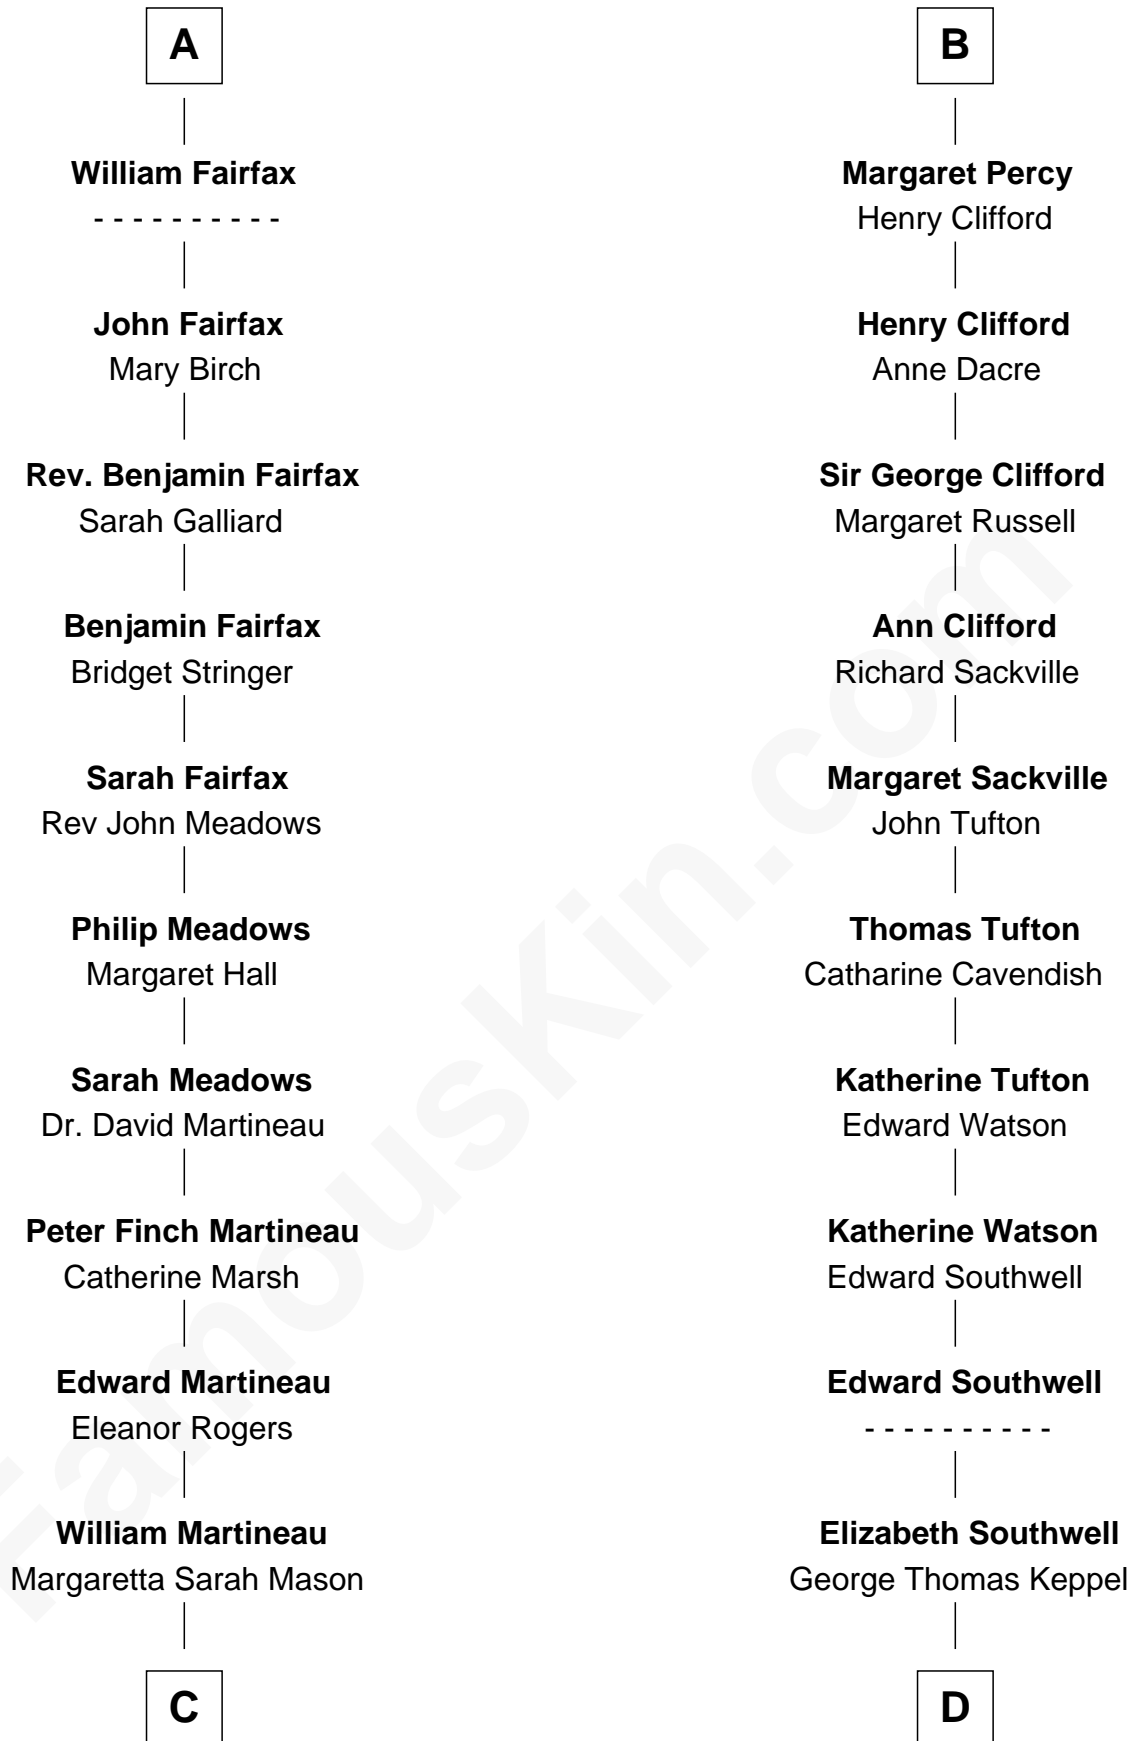 A
William Fairfax
- - - - - - - - - -
John Fairfax
Mary Birch
Rev. Benjamin Fairfax
Sarah Galliard
Benjamin Fairfax
Bridget Stringer
Sarah Fairfax
Rev John Meadows
Philip Meadows
Margaret Hall
Sarah Meadows
Dr. David Martineau
Peter Finch Martineau
Catherine Marsh
Edward Martineau
Eleanor Rogers
William Martineau
Margaretta Sarah Mason
C
B
Margaret Percy
Henry Clifford
Henry Clifford
Anne Dacre
Sir George Clifford
Margaret Russell
Ann Clifford
Richard Sackville
Margaret Sackville
John Tufton
Thomas Tufton
Catharine Cavendish
Katherine Tufton
Edward Watson
Katherine Watson
Edward Southwell
Edward Southwell
- - - - - - - - - -
Elizabeth Southwell
George Thomas Keppel
D
FamousKin.com